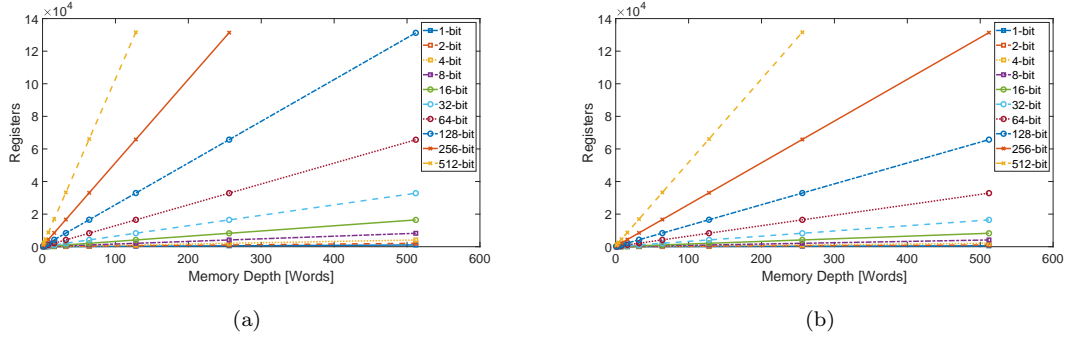 14 × 10^4
12
10
8
6
4
2
0
0 100 200 300 400 500 600
Registers
Memory Depth [Words]
1-bit
2-bit
4-bit
8-bit
16-bit
32-bit
64-bit
128-bit
256-bit
512-bit
(a)
14 × 10^4
12
10
8
6
4
2
0
0 100 200 300 400 500 600
Registers
Memory Depth [Words]
1-bit
2-bit
4-bit
8-bit
16-bit
32-bit
64-bit
128-bit
256-bit
512-bit
(b)